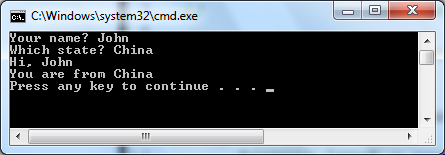 C:\Windows\system32\cmd.exe
Your name? John
Which state? China
Hi, John
You are from China
Press any key to continue . . . _